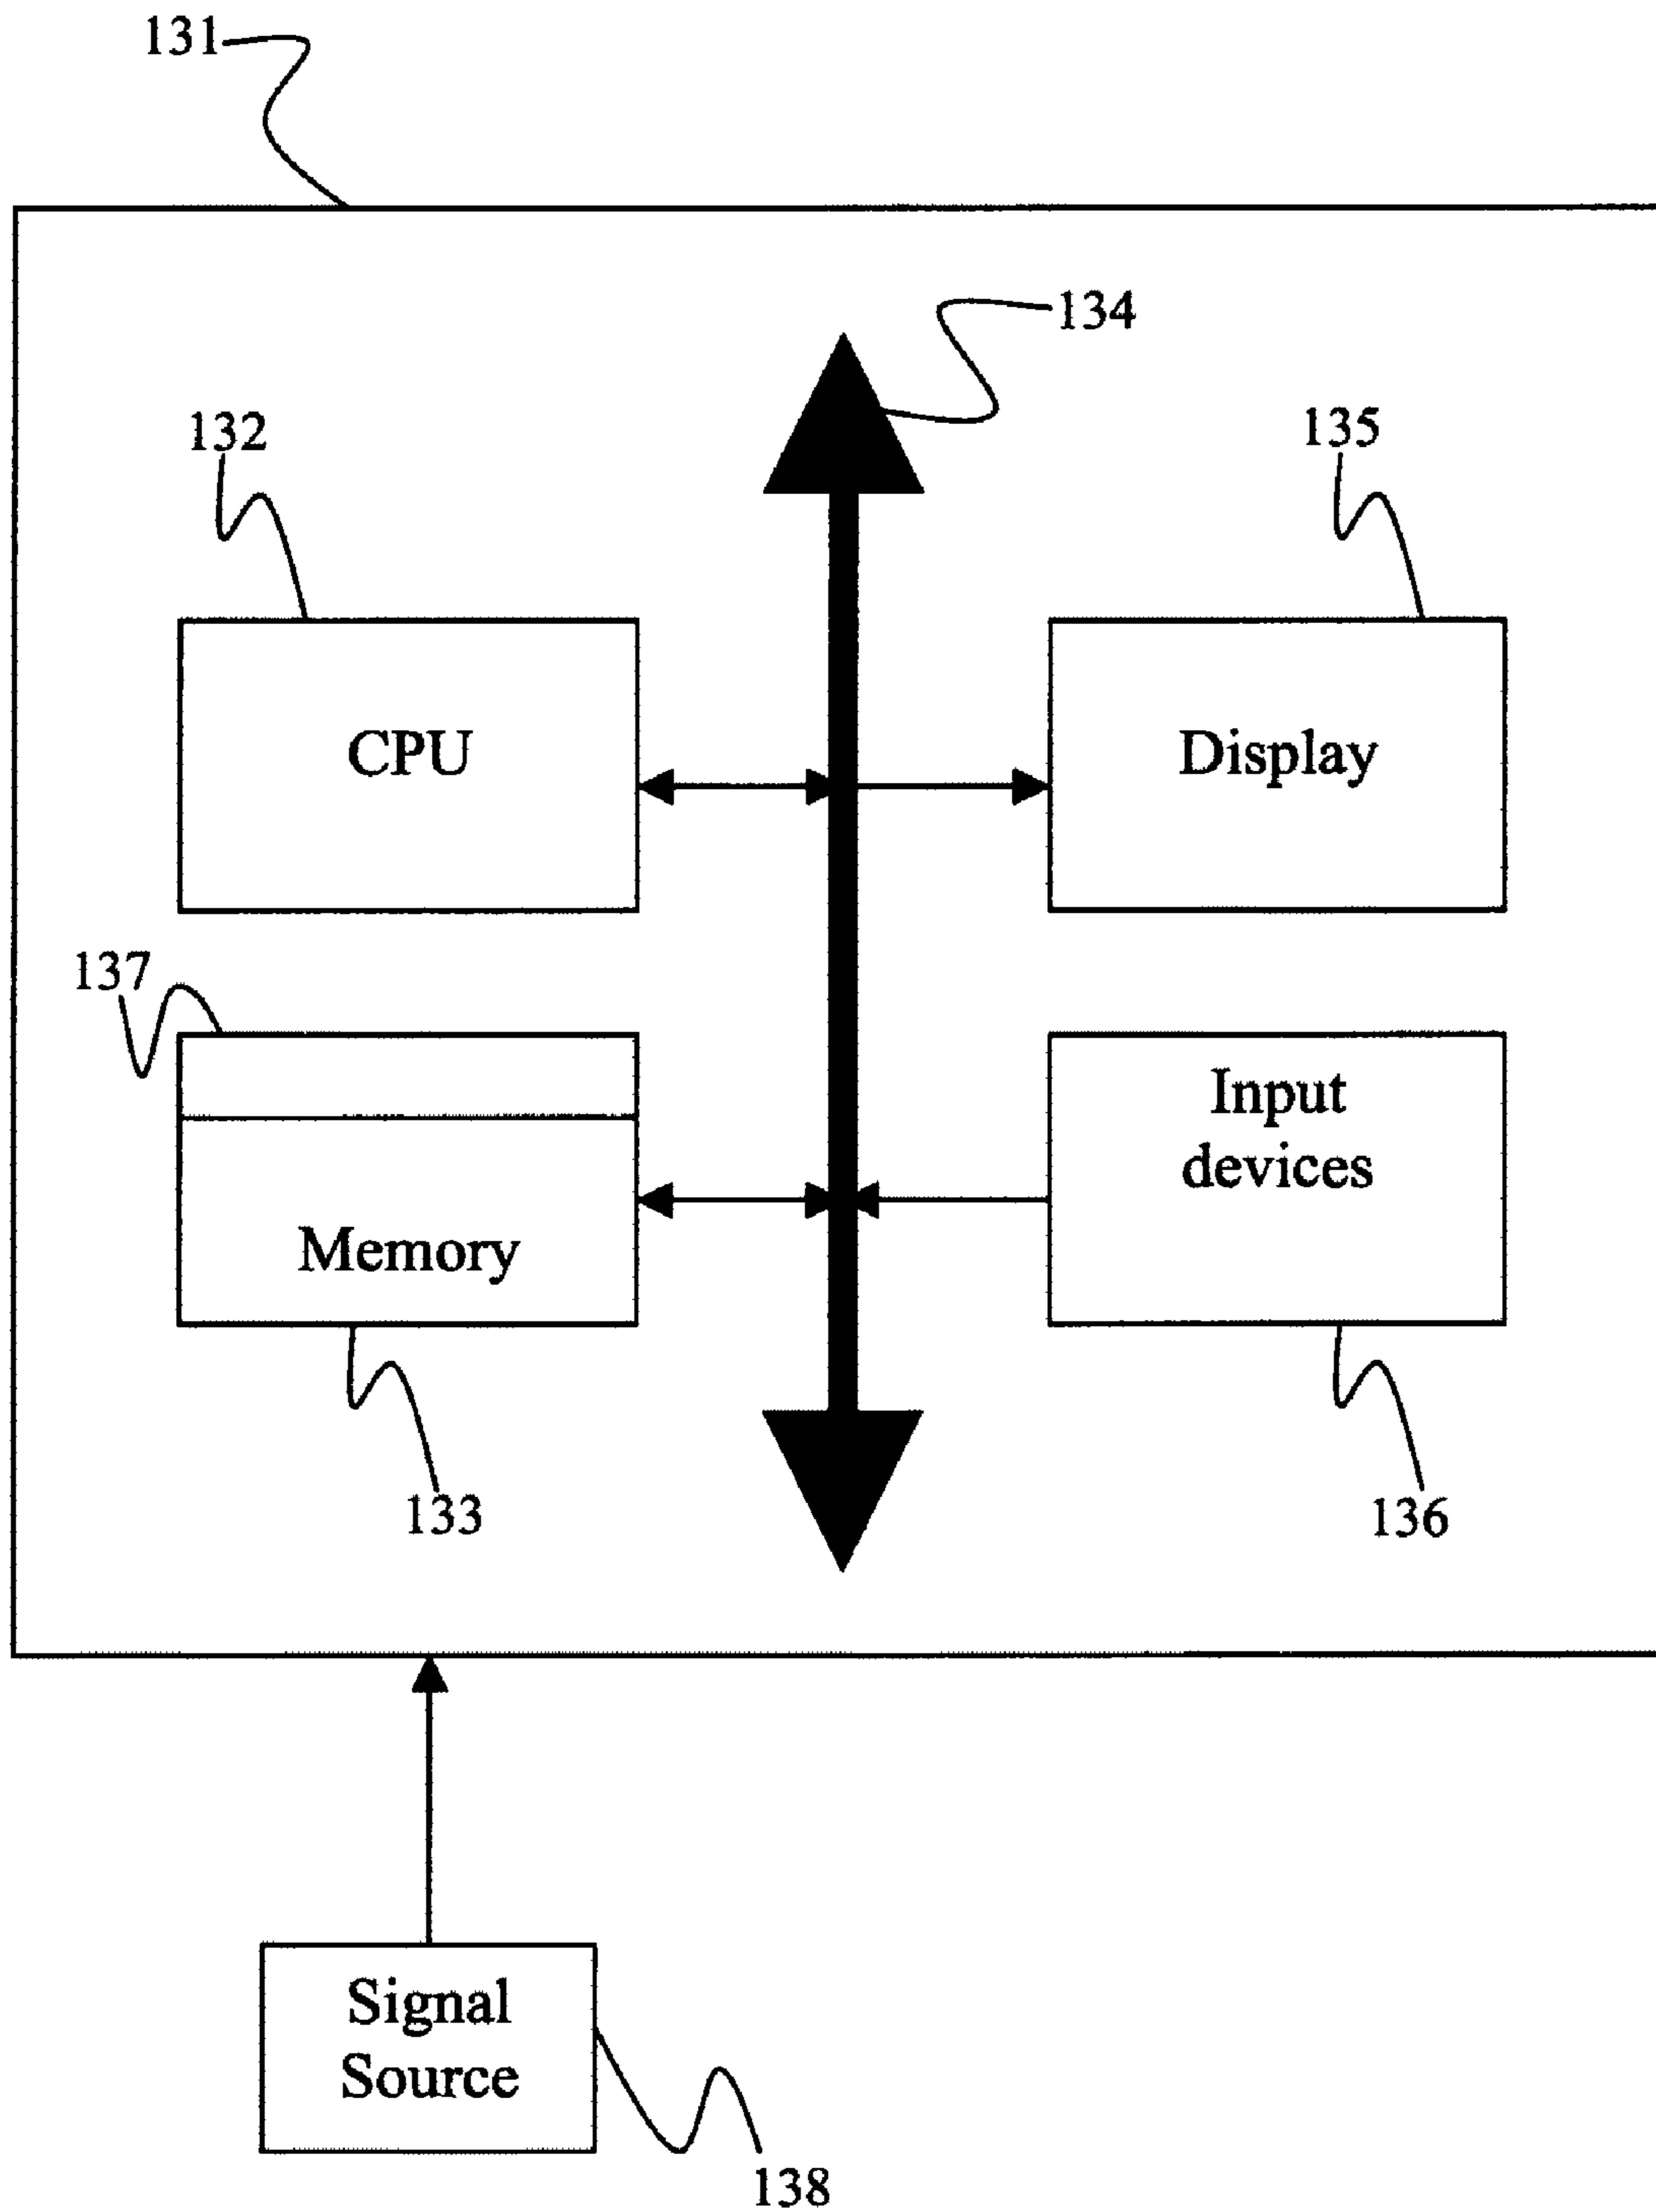 131
134
132
135
CPU
Display
137
Input
devices
Memory
133
136
Signal
Source
138